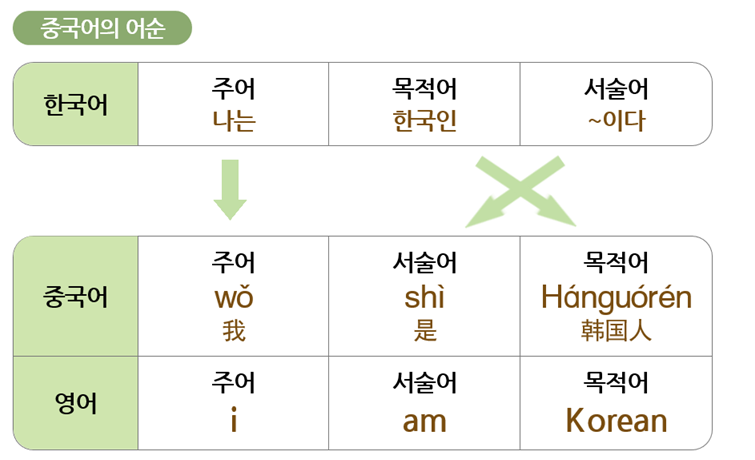 중국어의 어순
한국어
주어
나는
목적어
한국인
서술어
~이다
중국어
주어
wǒ
我
서술어
shì
是
목적어
Hánguórén
韩国人
영어
주어
i
서술어
am
목적어
Korean